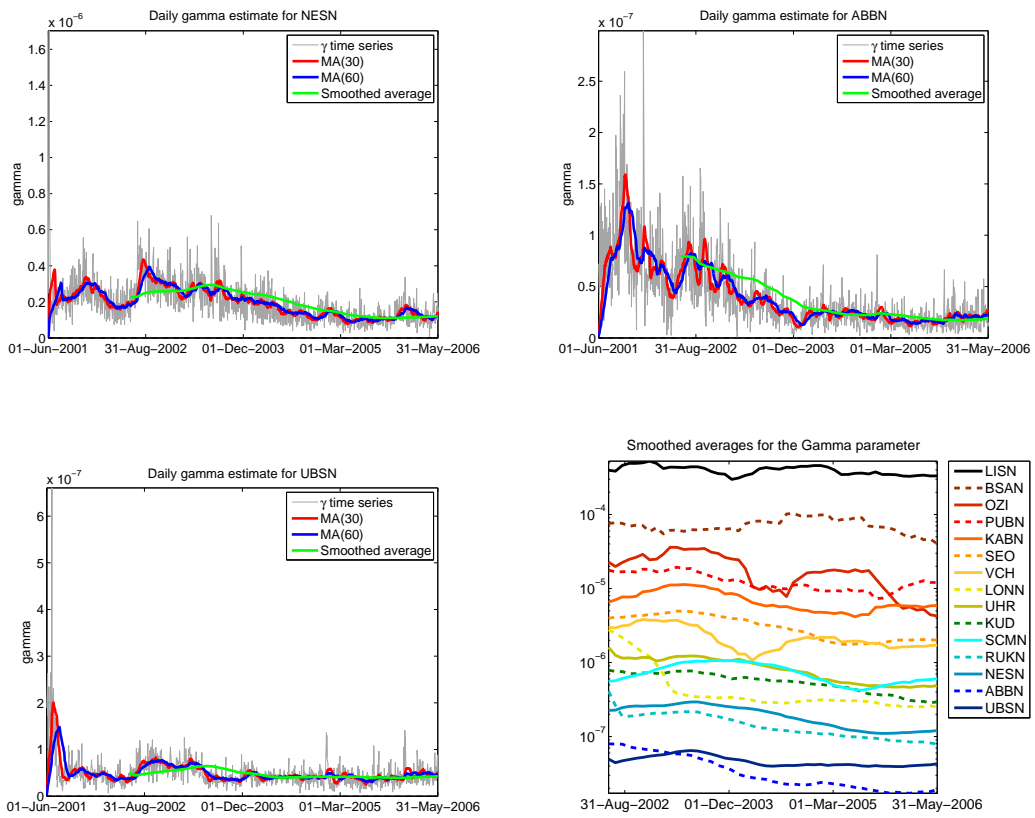 Daily gamma estimate for NESN
x 10−6
γ time series
MA(30)
MA(60)
Smoothed average
gamma
1.6
1.4
1.2
1
0.8
0.6
0.4
0.2
0
01−Jun−2001 31−Aug−2002 01−Dec−2003 01−Mar−2005 31−May−2006
Daily gamma estimate for ABBN
x 10−7
γ time series
MA(30)
MA(60)
Smoothed average
gamma
2.5
2
1.5
1
0.5
0
01−Jun−2001 31−Aug−2002 01−Dec−2003 01−Mar−2005 31−May−2006
Daily gamma estimate for UBSN
x 10−7
γ time series
MA(30)
MA(60)
Smoothed average
gamma
6
5
4
3
2
1
0
01−Jun−2001 31−Aug−2002 01−Dec−2003 01−Mar−2005 31−May−2006
Smoothed averages for the Gamma parameter
10−4
10−5
10−6
10−7
31−Aug−2002 01−Dec−2003 01−Mar−2005 31−May−2006
LISN
BSAN
OZI
PUBN
KABN
SEO
VCH
LONN
UHR
KUD
SCMN
RUKN
NESN
ABBN
UBSN